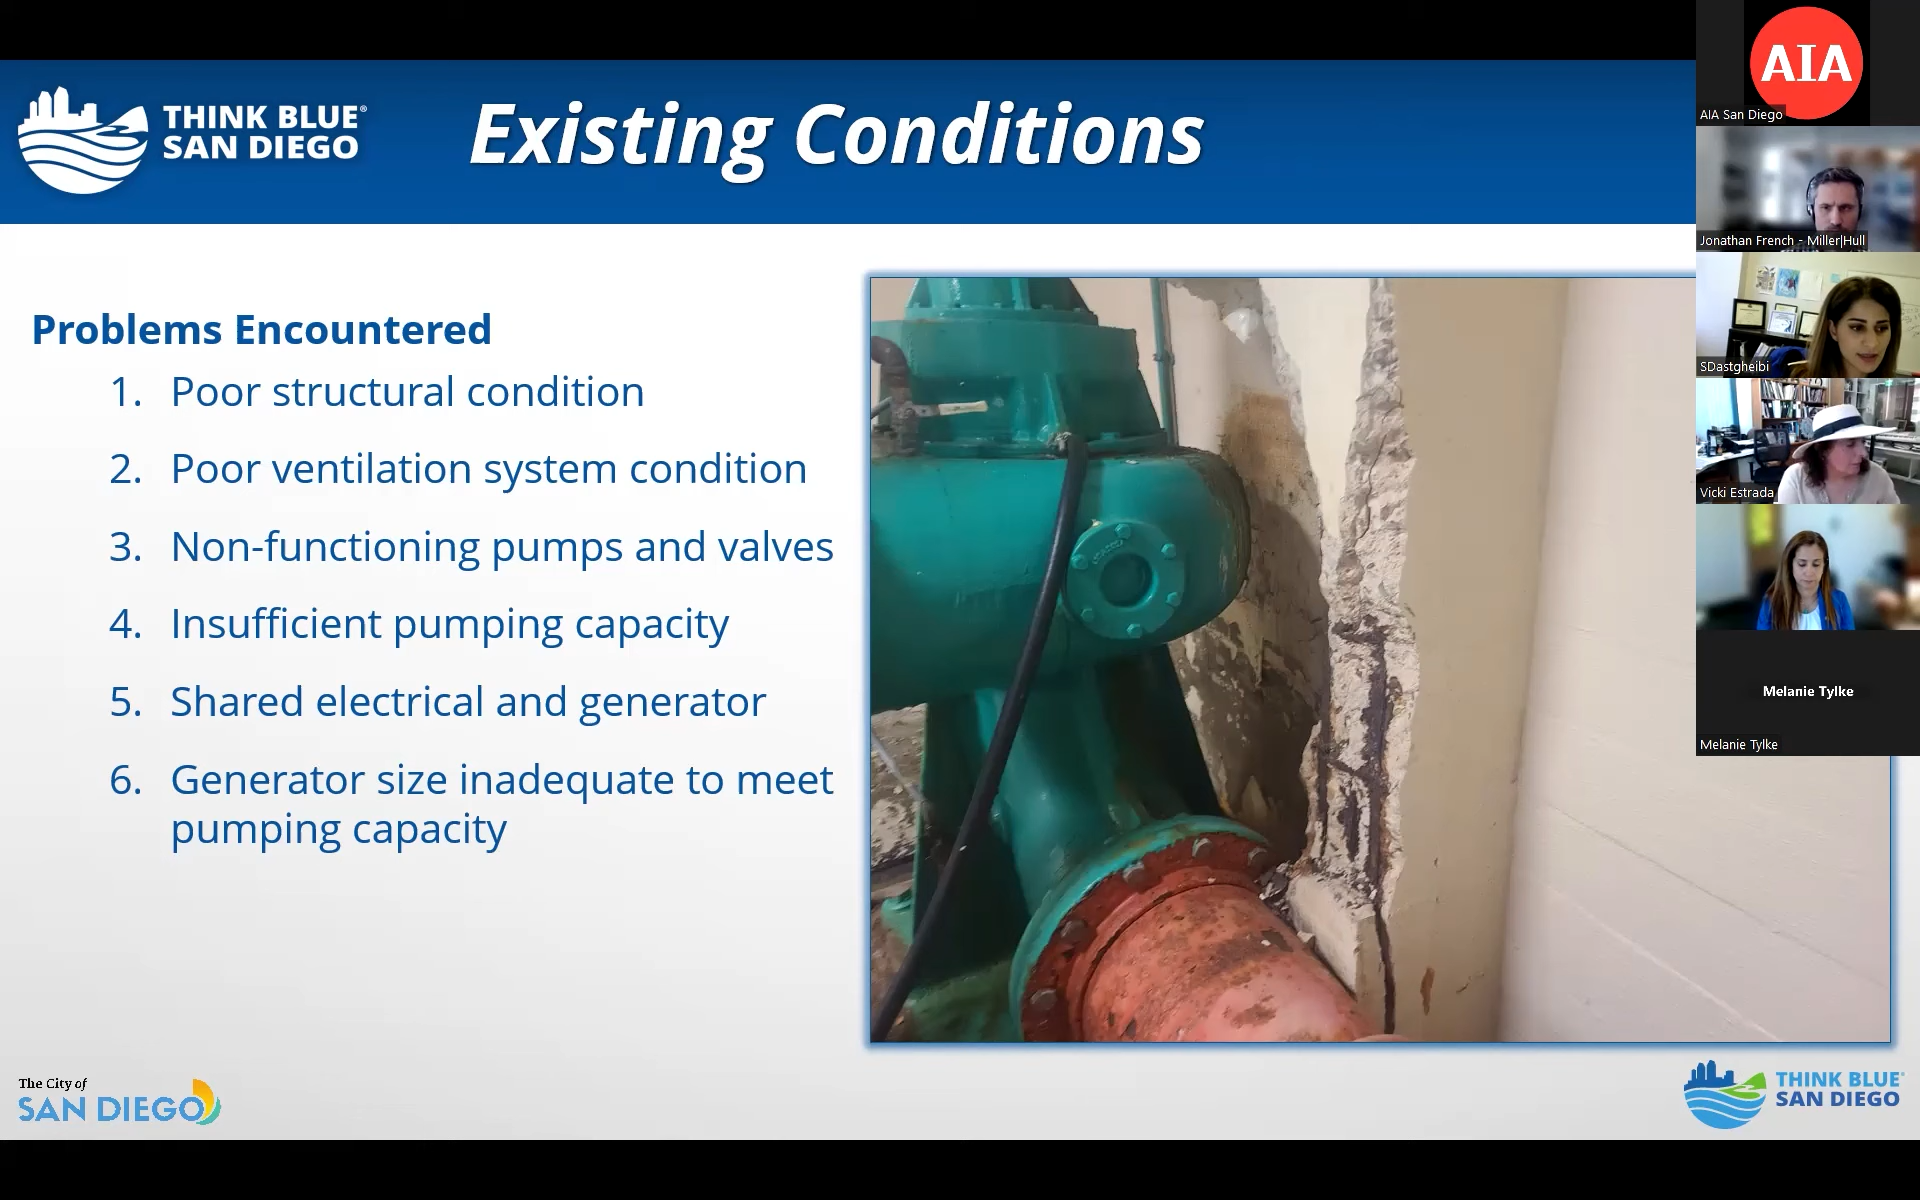 THINK BLUE®
SAN DIEGO
Existing Conditions
Problems Encountered
1. Poor structural condition
2. Poor ventilation system condition
3. Non-functioning pumps and valves
4. Insufficient pumping capacity
5. Shared electrical and generator
6. Generator size inadequate to meet
pumping capacity
The City of
SAN DIEGO
THINK BLUE®
SAN DIEGO
AIA
AIA San Diego
Jonathan French - Miller|Hull
SDastgheibi
Vicki Estrada
Melanie Tylke
Melanie Tylke